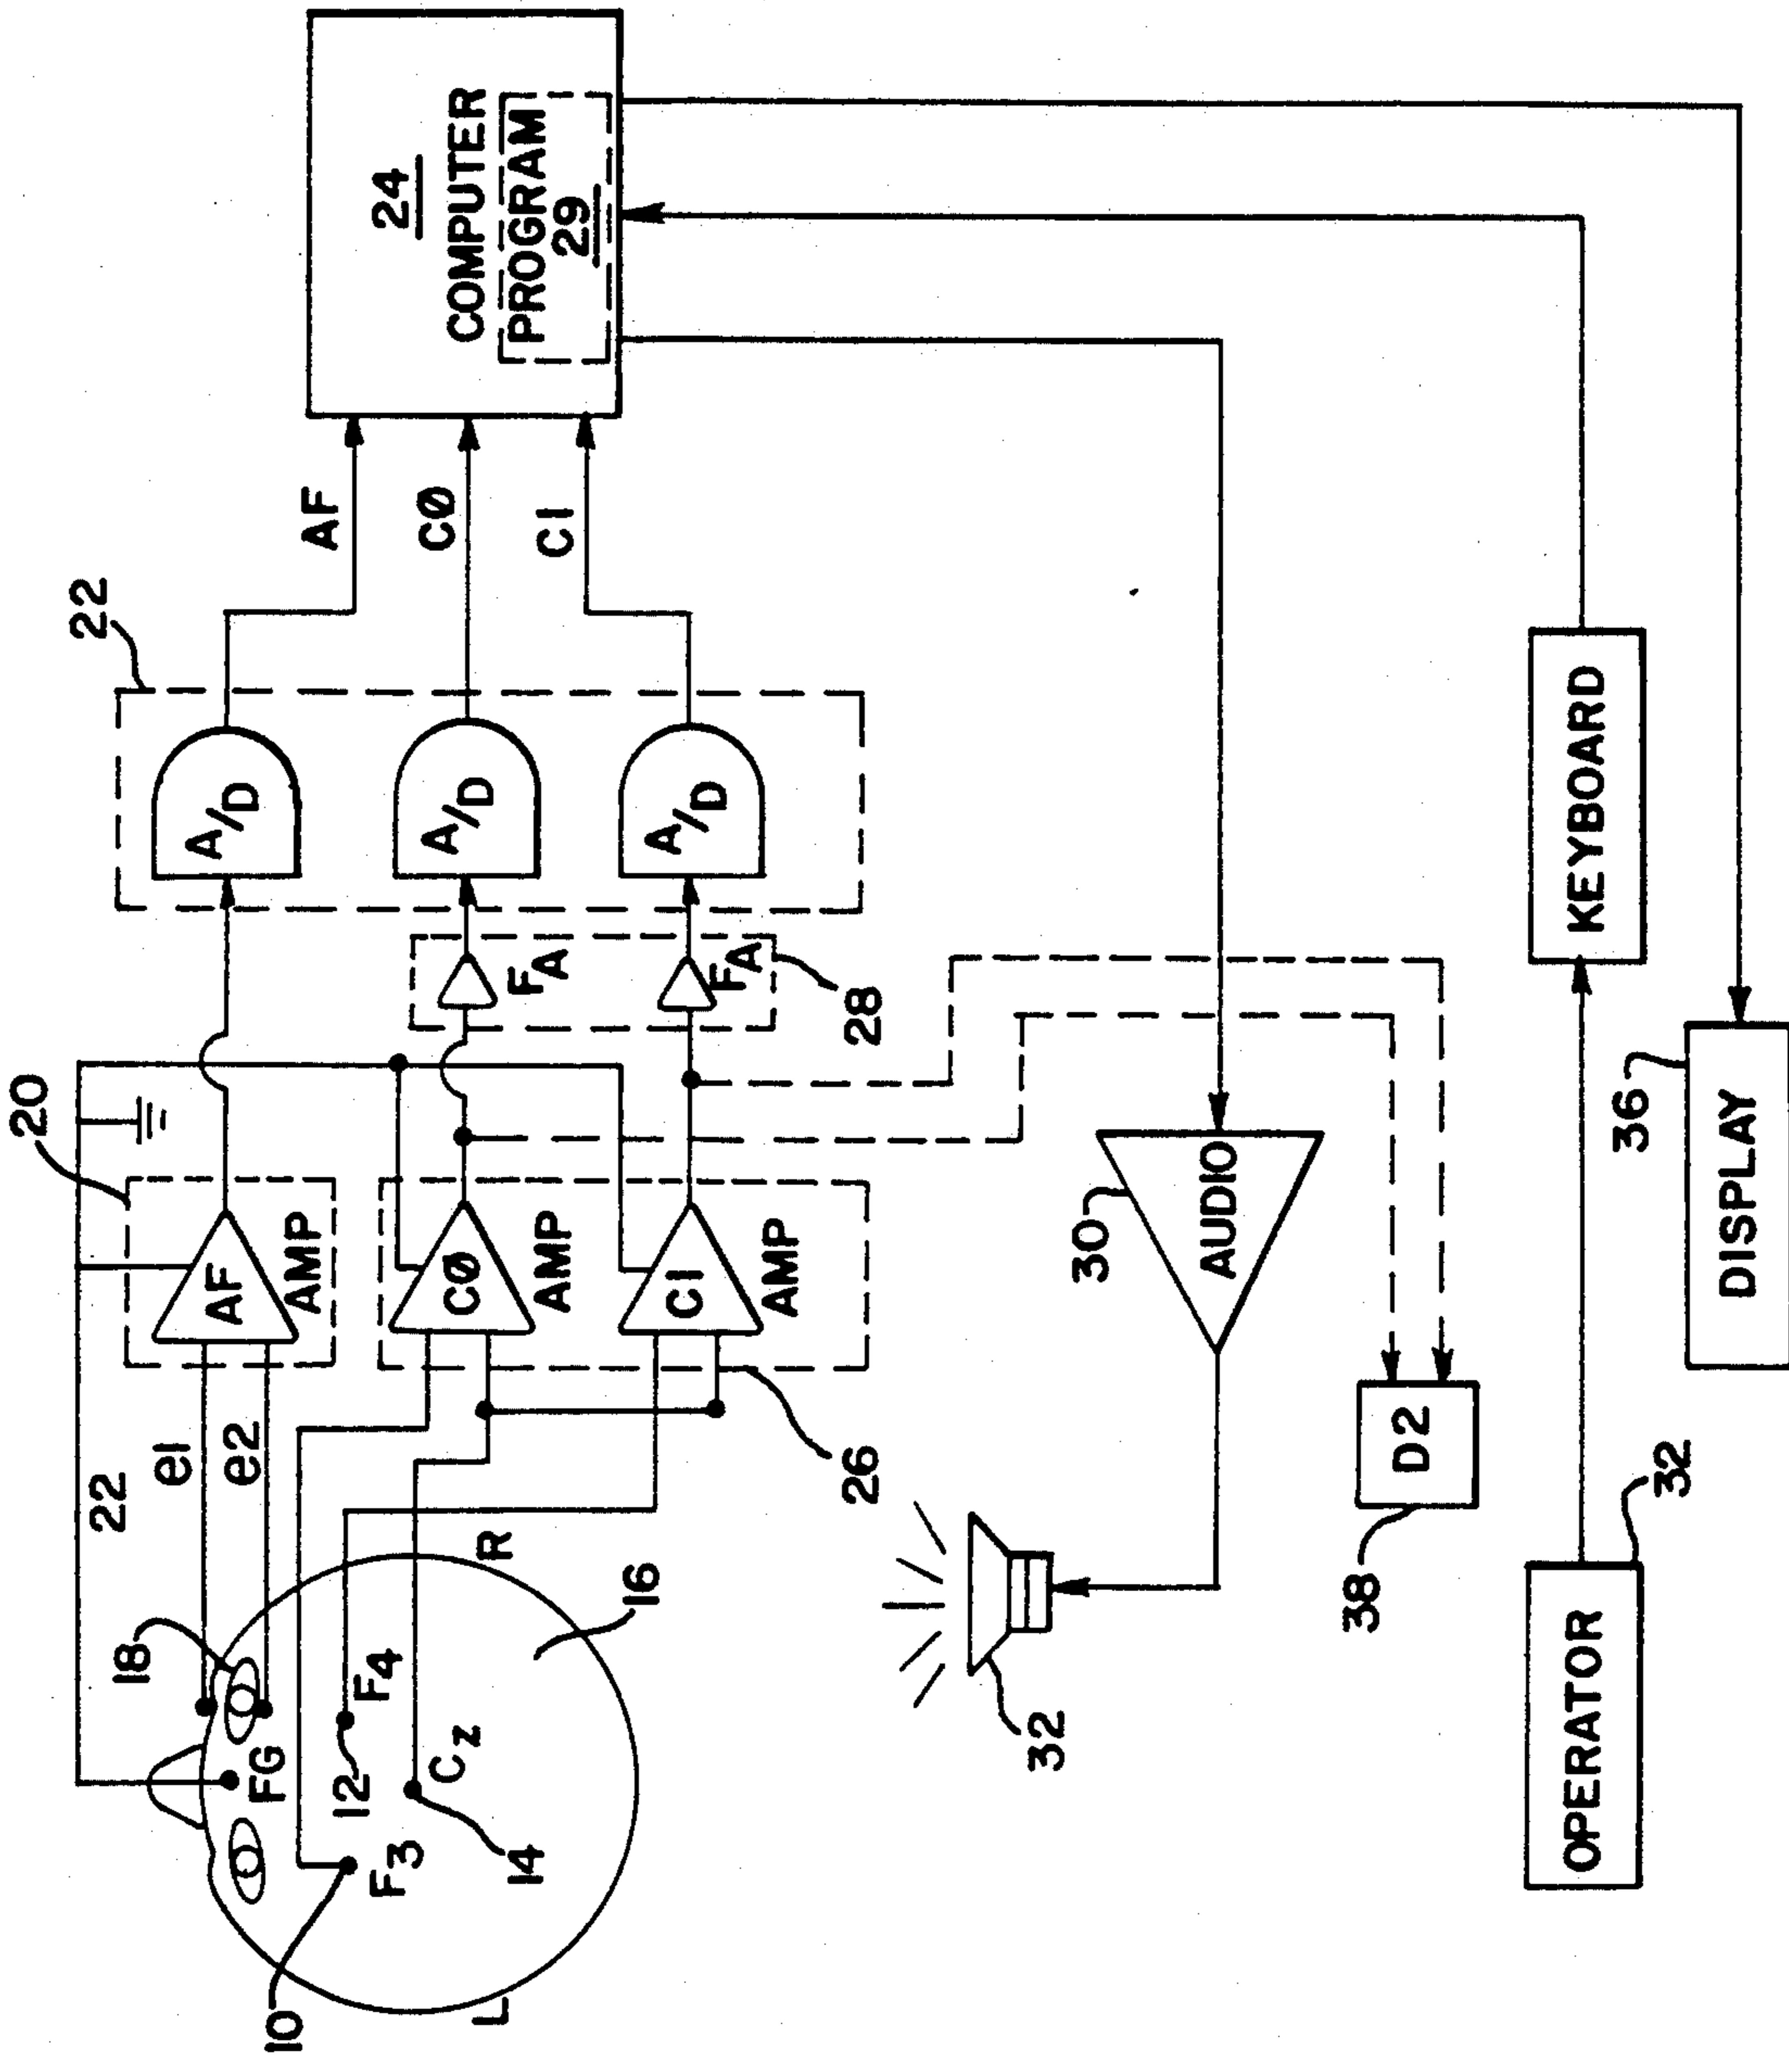 22
20
22
24
COMPUTER
PROGRAM
29
18
e1
e2
AF
AMP
A/D
AF
FG
10
F3
12
F4
CZ
14
16
L
R
CØ
AMP
FA
A/D
CØ
C1
AMP
FA
A/D
C1
26
28
32
30
AUDIO
38
D2
OPERATOR
32
KEYBOARD
DISPLAY
36